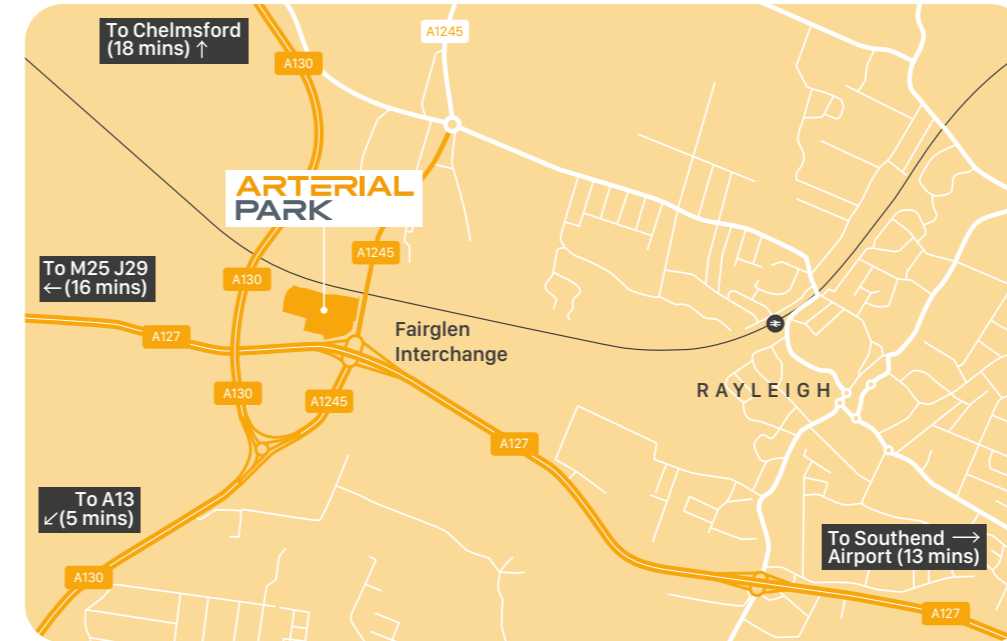 To Chelmsford
(18 mins) ↑
A1245
A130
ARTERIAL
PARK
A1245
To M25 J29
← (16 mins)
A130
A127
Fairglen
Interchange
A130
A1245
RAYLEIGH
A127
To A13
↙ (5 mins)
To Southend →
Airport (13 mins)
A130
A127